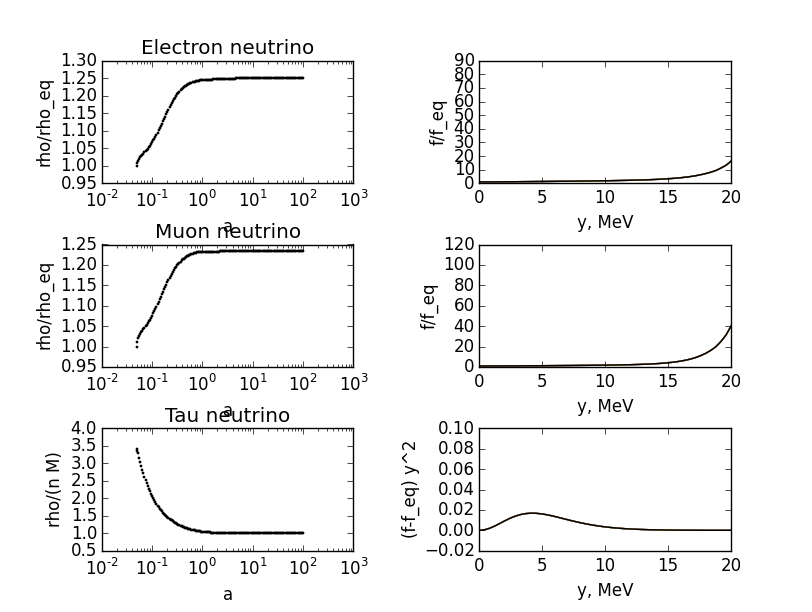 Electron neutrino
rho/rho_eq
1.30
1.25
1.20
1.15
1.10
1.05
1.00
0.95
10^-2 10^-1 10^0 10^1 10^2 10^3
a
f/f_eq
90
80
70
60
50
40
30
20
10
0
0 5 10 15 20
y, MeV
Muon neutrino
rho/rho_eq
1.25
1.20
1.15
1.10
1.05
1.00
0.95
10^-2 10^-1 10^0 10^1 10^2 10^3
a
f/f_eq
120
100
80
60
40
20
0
0 5 10 15 20
y, MeV
Tau neutrino
rho/(n M)
4.0
3.5
3.0
2.5
2.0
1.5
1.0
0.5
10^-2 10^-1 10^0 10^1 10^2 10^3
a
(f-f_eq) y^2
0.10
0.08
0.06
0.04
0.02
0.00
−0.02
0 5 10 15 20
y, MeV